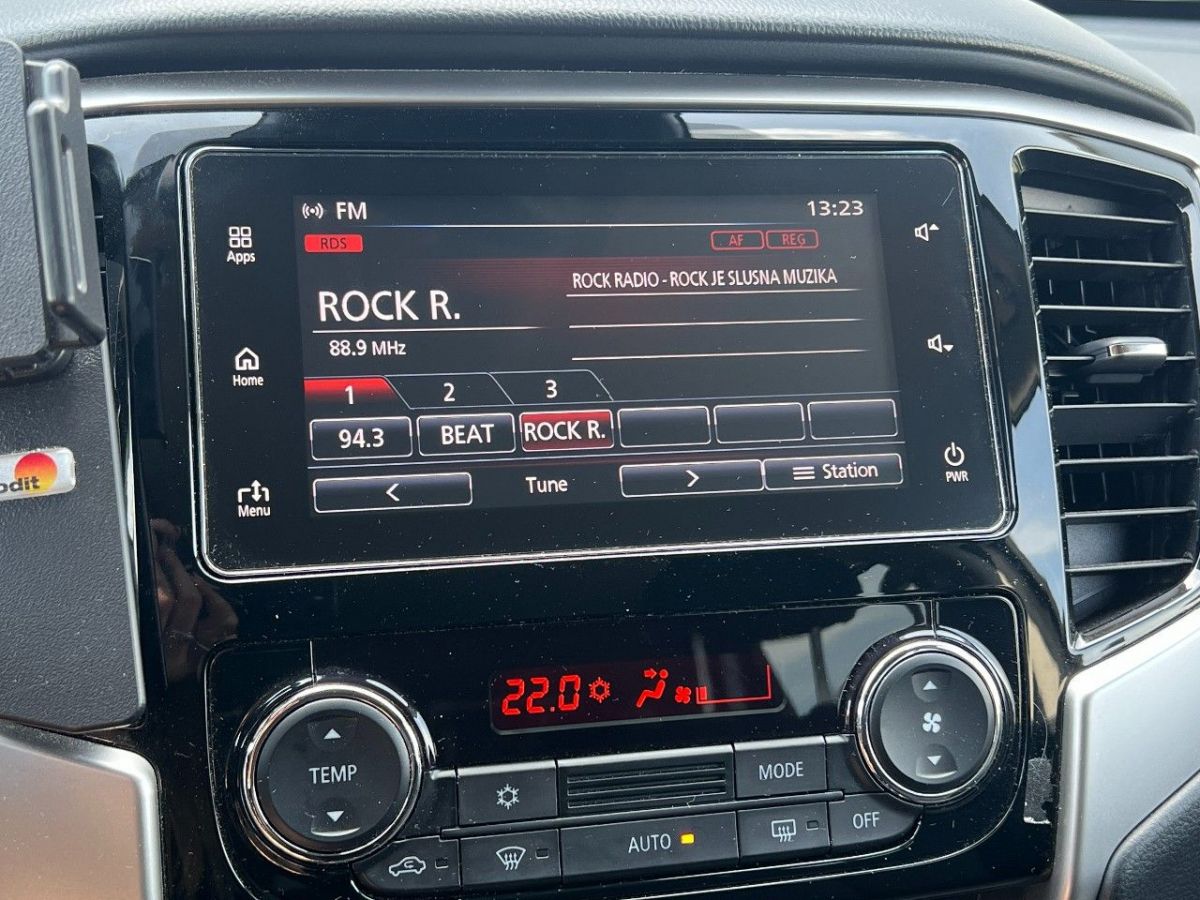 FM
13:23
RDS
AF
REG
Apps
ROCK RADIO - ROCK JE SLUSNA MUZIKA
ROCK R.
88.9 MHz
Home
1
2
3
94.3
BEAT
ROCK R.
< Tune >
Station
Menu
PWR
odit
22.0
TEMP
MODE
AUTO
OFF